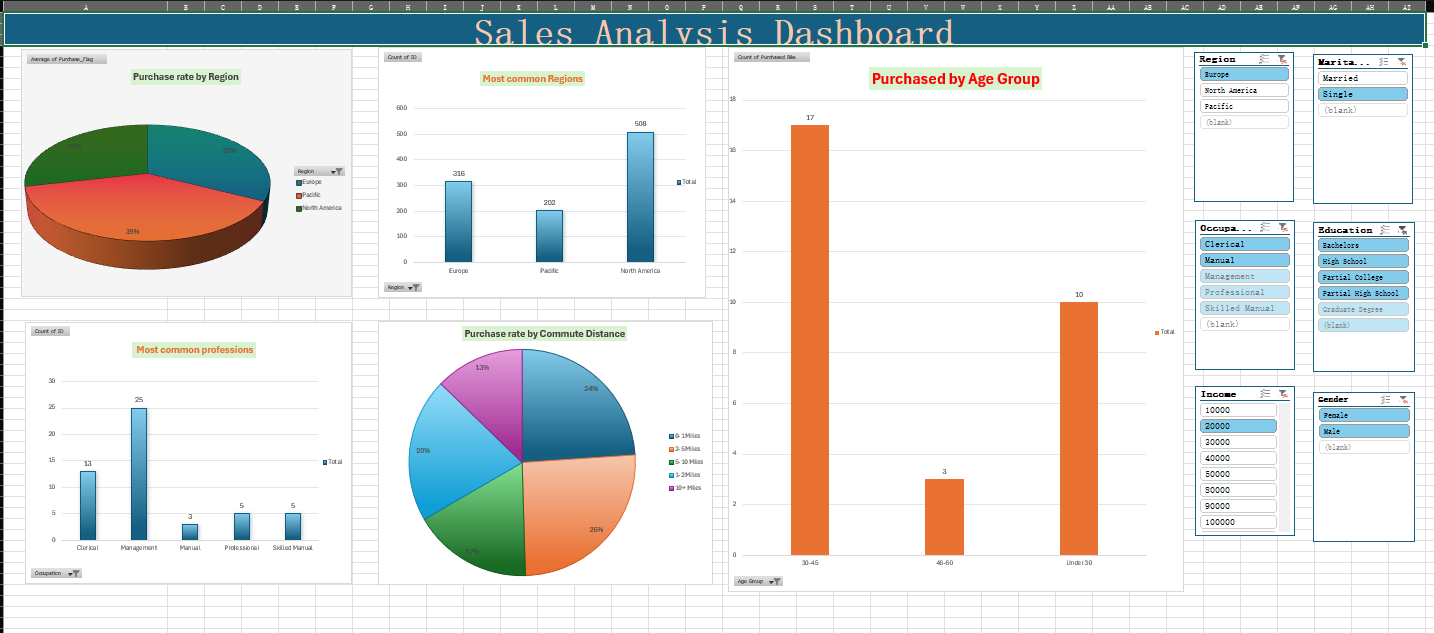 A B C D E F G H I J K L M N O P Q R S T U V W X Y Z AA AB AC AD AE AF AG AH AI
Sales Analysis Dashboard
Average of Purchase_Flag
Purchase rate by Region
32%
39%
Region
Europe
Pacific
North America
Count of ID
Most common Regions
600
500
400
300
200
100
0
316
202
508
Europe Pacific North America
Total
Region
Count of Purchased Bike
Purchased by Age Group
18
16
14
12
10
8
6
4
2
0
17
3
10
30-45 46-60 Under 30
Total
Age Group
Count of ID
Most common professions
30
25
20
15
10
5
0
13
25
3
5
5
Clerical Management Manual Professional Skilled Manual
Total
Occupation
Purchase rate by Commute Distance
13%
24%
20%
26%
17%
0-1 Miles
2-5 Miles
5-10 Miles
1-2 Miles
10+ Miles
Region
Europe
North America
Pacific
(blank)
Marita...
Married
Single
(blank)
Occupa...
Clerical
Manual
Management
Professional
Skilled Manual
(blank)
Education
Bachelors
High School
Partial College
Partial High School
Graduate Degree
(blank)
Income
10000
20000
30000
40000
50000
80000
90000
100000
Gender
Female
Male
(blank)